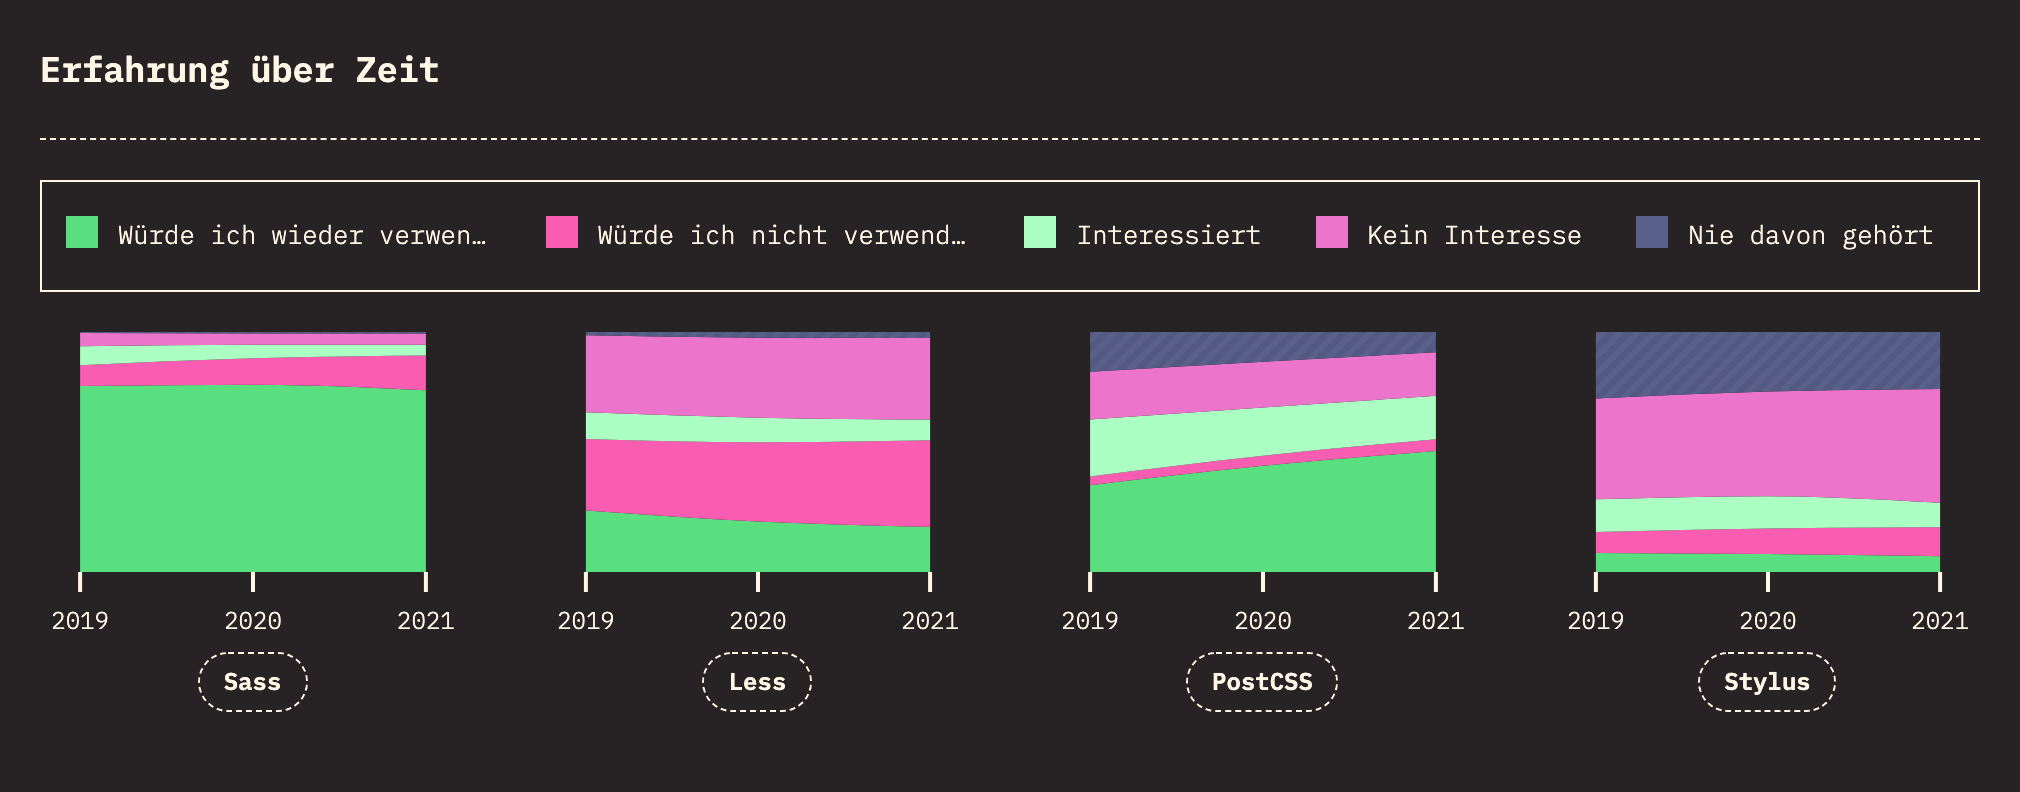 Erfahrung über Zeit
Würde ich wieder verwen… Würde ich nicht verwend… Interessiert Kein Interesse Nie davon gehört
2019 2020 2021 2019 2020 2021 2019 2020 2021 2019 2020 2021
Sass Less PostCSS Stylus